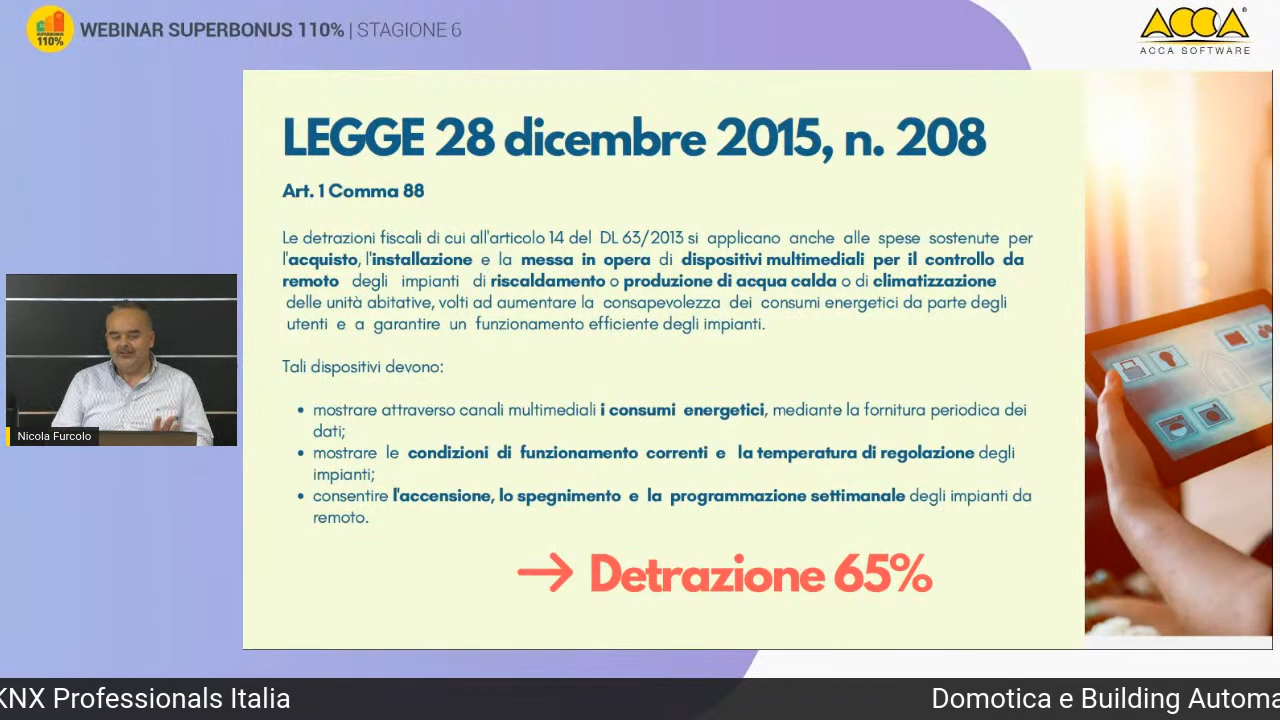 SUPERBONUS
110%
WEBINAR SUPERBONUS 110% | STAGIONE 6
ACCA
ACCA SOFTWARE
LEGGE 28 dicembre 2015, n. 208
Art. 1 Comma 88
Le detrazioni fiscali di cui all'articolo 14 del DL 63/2013 si applicano anche alle spese sostenute per
l'acquisto, l'installazione e la messa in opera di dispositivi multimediali per il controllo da
remoto degli impianti di riscaldamento o produzione di acqua calda o di climatizzazione
delle unità abitative, volti ad aumentare la consapevolezza dei consumi energetici da parte degli
utenti e a garantire un funzionamento efficiente degli impianti.
Tali dispositivi devono:
• mostrare attraverso canali multimediali i consumi energetici, mediante la fornitura periodica dei
dati;
• mostrare le condizioni di funzionamento correnti e la temperatura di regolazione degli
impianti;
• consentire l'accensione, lo spegnimento e la programmazione settimanale degli impianti da
remoto.
→ Detrazione 65%
Nicola Furcolo
KNX Professionals Italia
Domotica e Building Automa